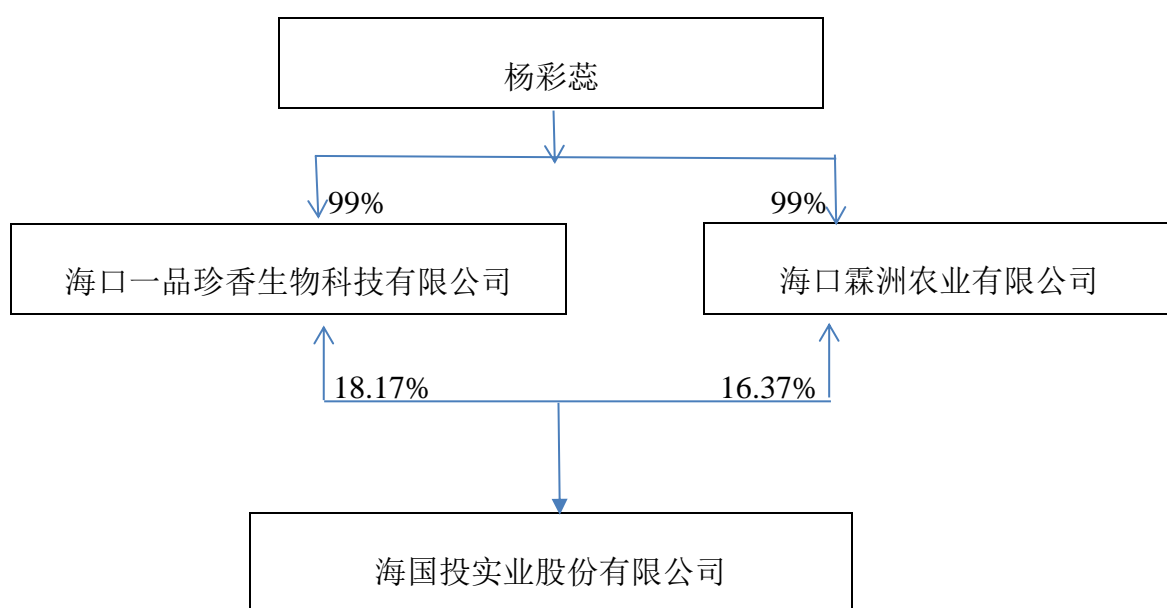 杨彩蕊
99%
99%
海口一品珍香生物科技有限公司
海口霖洲农业有限公司
18.17%
16.37%
海国投实业股份有限公司